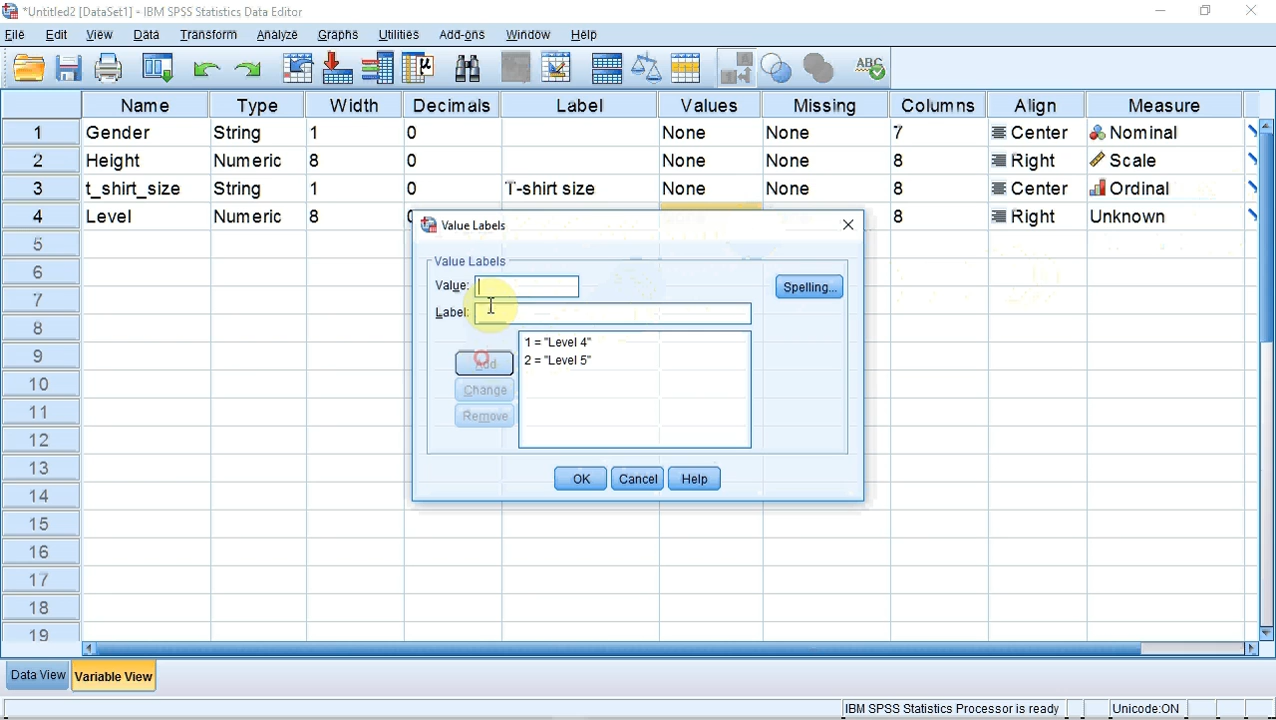 *Untitled2 [DataSet1] - IBM SPSS Statistics Data Editor
File Edit View Data Transform Analyze Graphs Utilities Add-ons Window Help
Name Type Width Decimals Label Values Missing Columns Align Measure
1 Gender String 1 0 None None 7 Center Nominal
2 Height Numeric 8 0 None None 8 Right Scale
3 t_shirt_size String 1 0 T-shirt size None None 8 Center Ordinal
4 Level Numeric 8 8 Right Unknown
5
6
7
8
9
10
11
12
13
14
15
16
17
18
19
Value Labels
Value Labels
Value:
Spelling...
Label:
1 = "Level 4"
2 = "Level 5"
Add
Change
Remove
OK Cancel Help
Data View Variable View
IBM SPSS Statistics Processor is ready Unicode:ON